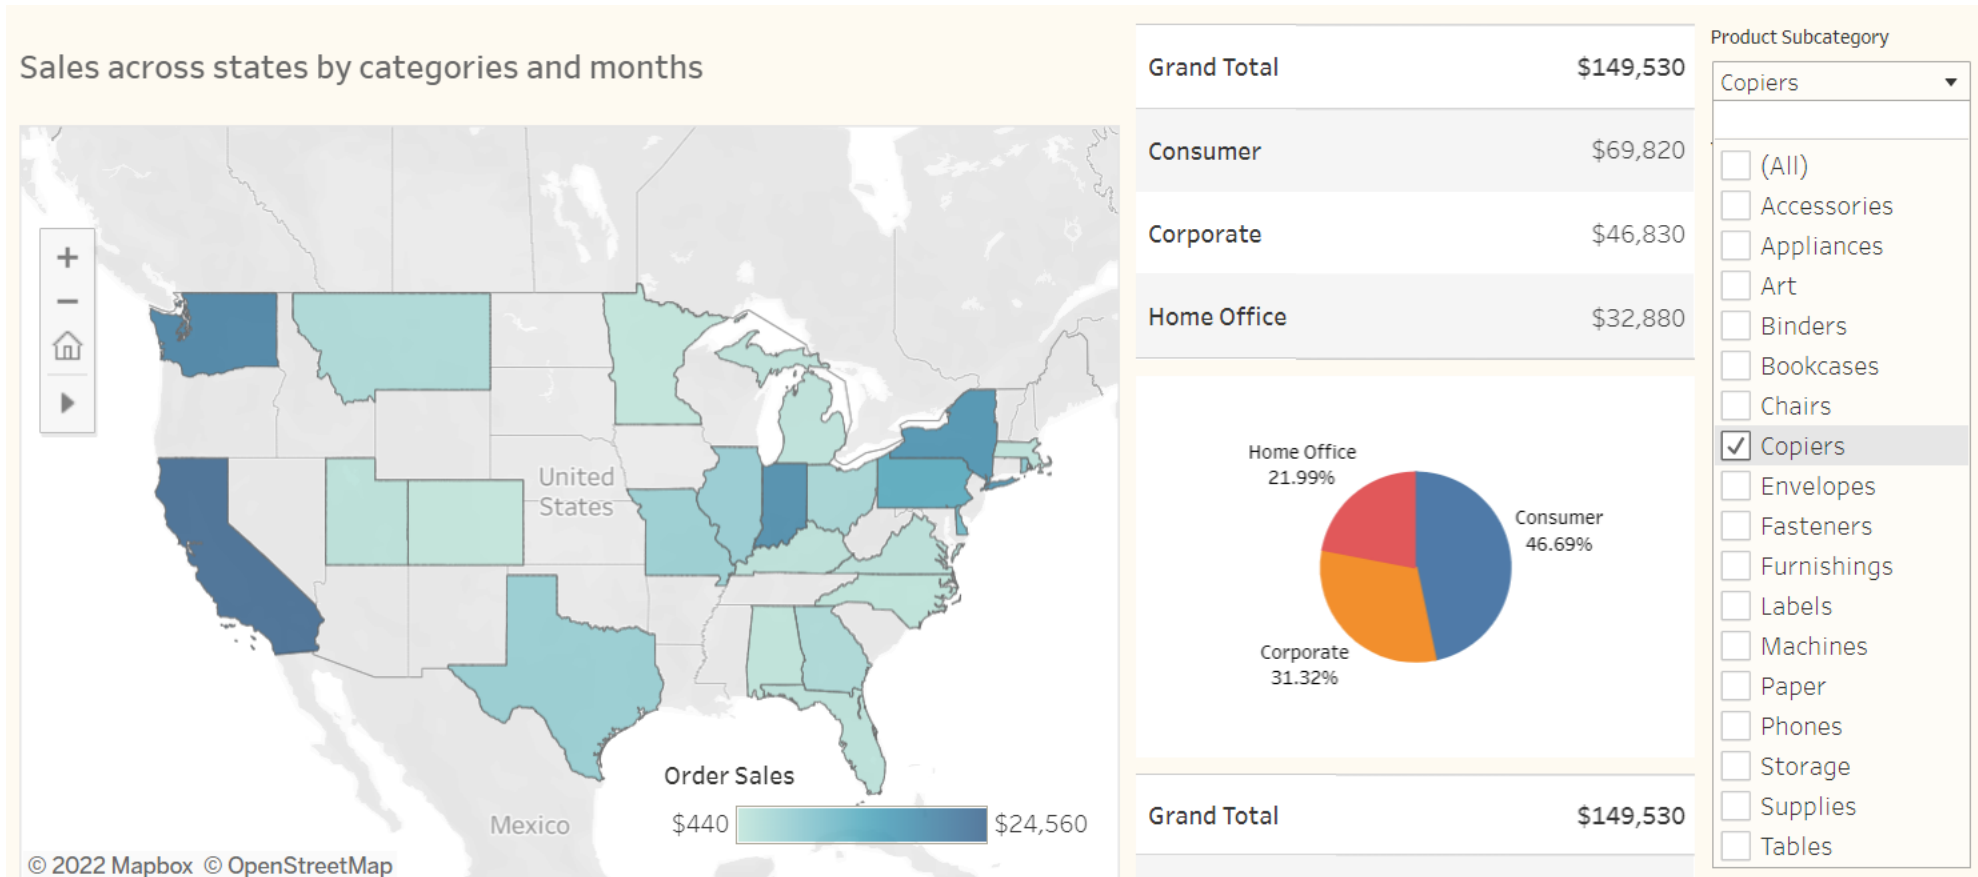 Sales across states by categories and months
United
States
Mexico
Order Sales
$440 $24,560
© 2022 Mapbox © OpenStreetMap
Grand Total $149,530
Consumer $69,820
Corporate $46,830
Home Office $32,880
Home Office
21.99%
Consumer
46.69%
Corporate
31.32%
Grand Total $149,530
Product Subcategory
Copiers
(All)
Accessories
Appliances
Art
Binders
Bookcases
Chairs
Copiers
Envelopes
Fasteners
Furnishings
Labels
Machines
Paper
Phones
Storage
Supplies
Tables